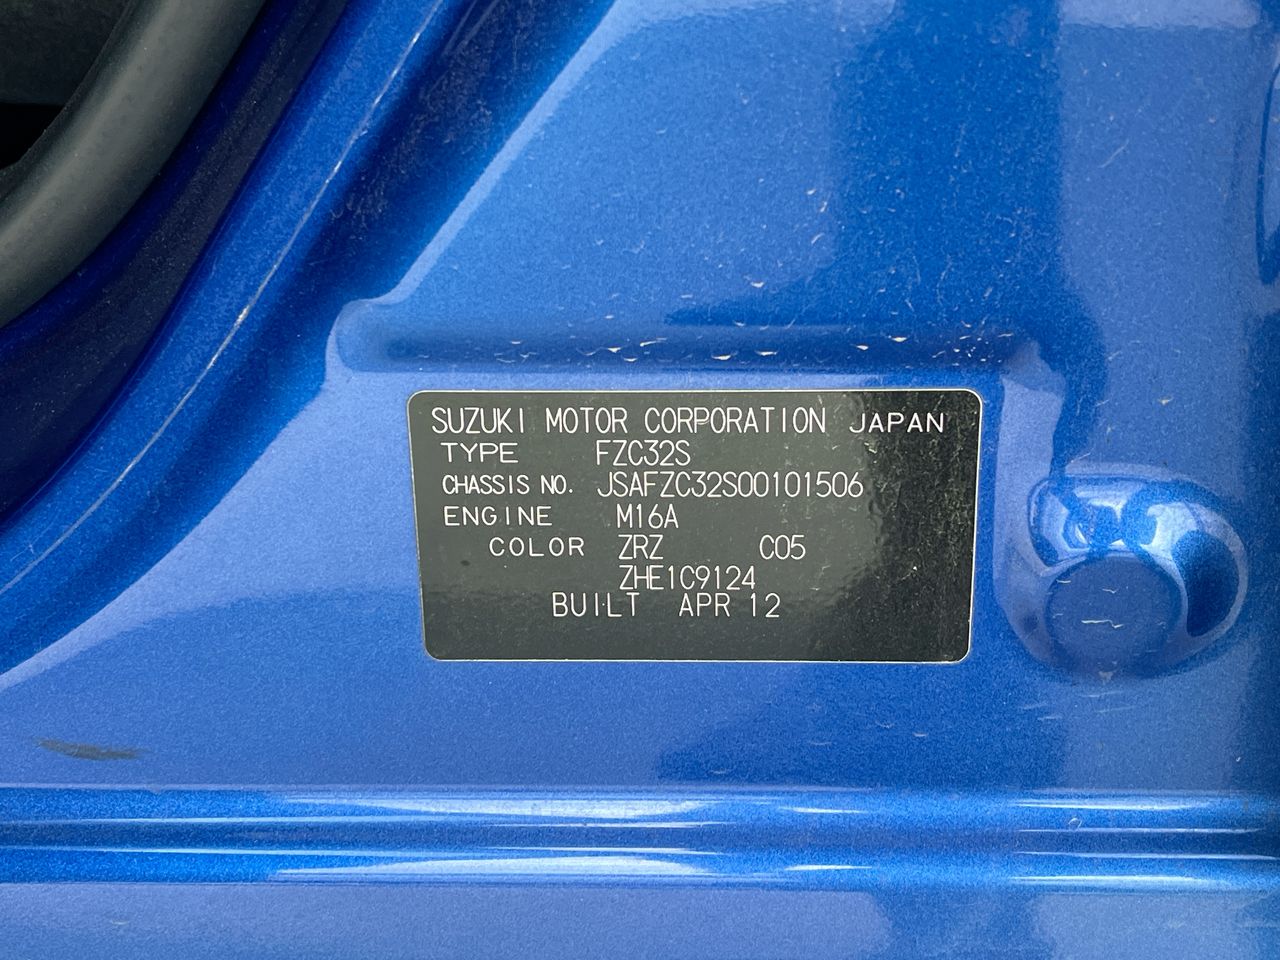 SUZUKI MOTOR CORPORATION JAPAN
TYPE FZC32S
CHASSIS NO. JSAFZC32S00101506
ENGINE M16A
COLOR ZRZ C05
ZHE1C9124
BUILT APR 12